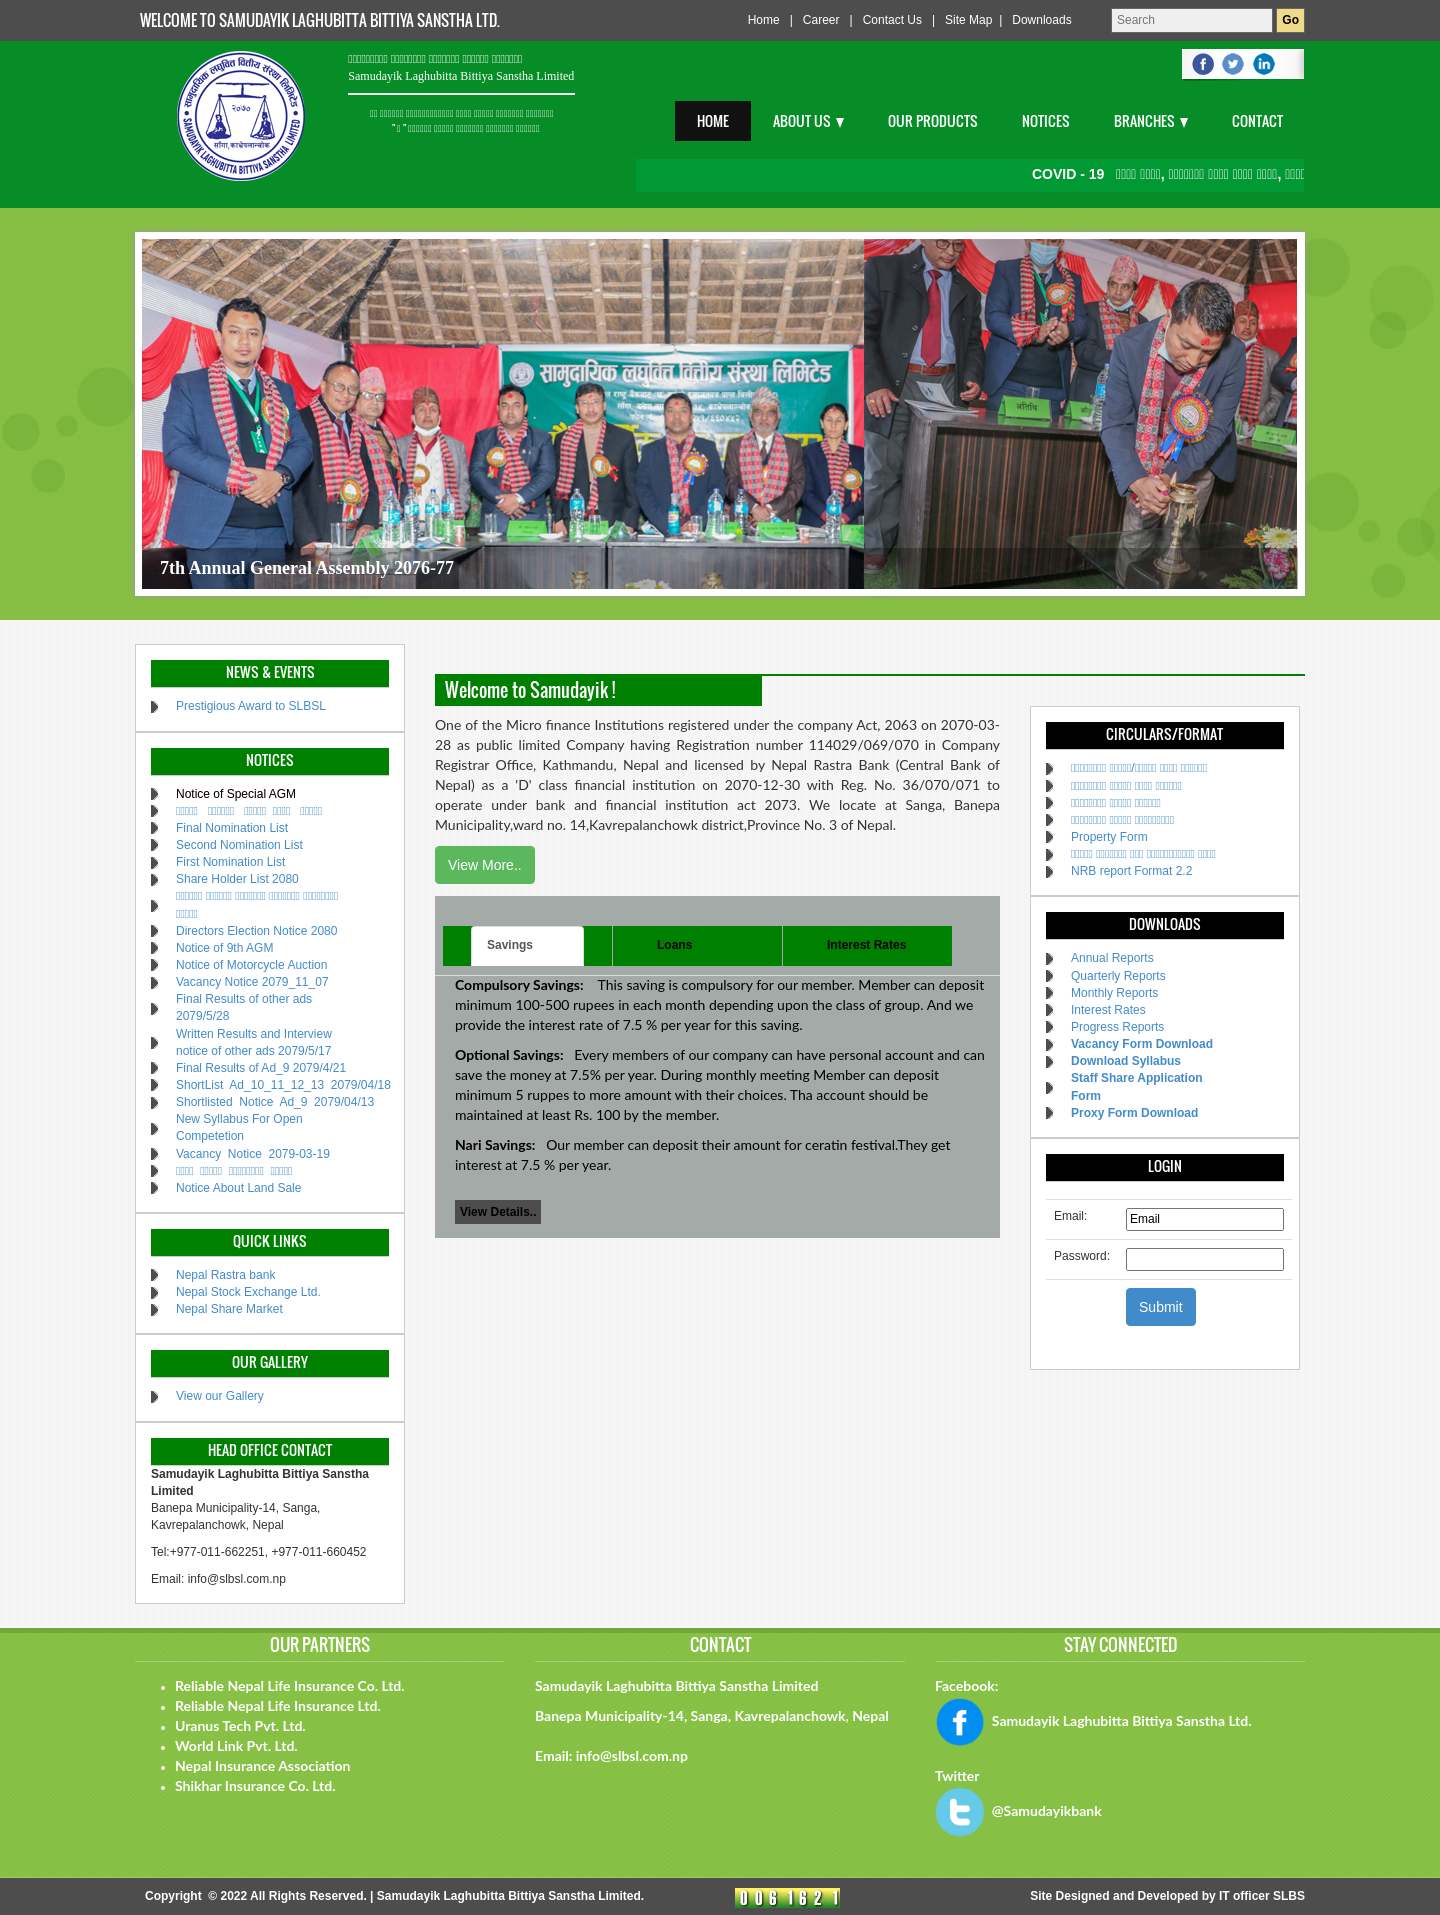 WELCOME TO SAMUDAYIK LAGHUBITTA BITTIYA SANSTHA LTD.
Home | Career | Contact Us | Site Map | Downloads
Search Go
सामुदायिक लघुवित्त वित्तीय संस्था लिमिटेड
२०७०
साँगा, काभ्रेपलाञ्चोक
SAMUDAYIK LAGHUBITTA BITTIYA SANSTHA LIMITED
Samudayik Laghubitta Bittiya Sanstha Limited
HOME ABOUT US ▼ OUR PRODUCTS NOTICES BRANCHES ▼ CONTACT
COVID - 19
सामुदायिक लघुवित्त वित्तीय संस्था लिमिटेड
अतिथि
7th Annual General Assembly 2076-77
NEWS & EVENTS
Prestigious Award to SLBSL
NOTICES
Notice of Special AGM
Final Nomination List
Second Nomination List
First Nomination List
Share Holder List 2080
Directors Election Notice 2080
Notice of 9th AGM
Notice of Motorcycle Auction
Vacancy Notice 2079_11_07
Final Results of other ads
2079/5/28
Written Results and Interview
notice of other ads 2079/5/17
Final Results of Ad_9 2079/4/21
ShortList Ad_10_11_12_13 2079/04/18
Shortlisted Notice Ad_9 2079/04/13
New Syllabus For Open
Competetion
Vacancy Notice 2079-03-19
Notice About Land Sale
QUICK LINKS
Nepal Rastra bank
Nepal Stock Exchange Ltd.
Nepal Share Market
OUR GALLERY
View our Gallery
HEAD OFFICE CONTACT
Samudayik Laghubitta Bittiya Sanstha
Limited
Banepa Municipality-14, Sanga,
Kavrepalanchowk, Nepal
Tel:+977-011-662251, +977-011-660452
Email: info@slbsl.com.np
Welcome to Samudayik !
One of the Micro finance Institutions registered under the company Act, 2063 on 2070-03-
28 as public limited Company having Registration number 114029/069/070 in Company
Registrar Office, Kathmandu, Nepal and licensed by Nepal Rastra Bank (Central Bank of
Nepal) as a 'D' class financial institution on 2070-12-30 with Reg. No. 36/070/071 to
operate under bank and financial institution act 2073. We locate at Sanga, Banepa
Municipality,ward no. 14,Kavrepalanchowk district,Province No. 3 of Nepal.
View More..
Savings Loans Interest Rates
Compulsory Savings: This saving is compulsory for our member. Member can deposit
minimum 100-500 rupees in each month depending upon the class of group. And we
provide the interest rate of 7.5 % per year for this saving.
Optional Savings: Every members of our company can have personal account and can
save the money at 7.5% per year. During monthly meeting Member can deposit
minimum 5 ruppes to more amount with their choices. Tha account should be
maintained at least Rs. 100 by the member.
Nari Savings: Our member can deposit their amount for ceratin festival.They get
interest at 7.5 % per year.
View Details..
CIRCULARS/FORMAT
Property Form
NRB report Format 2.2
DOWNLOADS
Annual Reports
Quarterly Reports
Monthly Reports
Interest Rates
Progress Reports
Vacancy Form Download
Download Syllabus
Staff Share Application
Form
Proxy Form Download
LOGIN
Email: Email
Password:
Submit
OUR PARTNERS
Reliable Nepal Life Insurance Co. Ltd.
Reliable Nepal Life Insurance Ltd.
Uranus Tech Pvt. Ltd.
World Link Pvt. Ltd.
Nepal Insurance Association
Shikhar Insurance Co. Ltd.
CONTACT
Samudayik Laghubitta Bittiya Sanstha Limited
Banepa Municipality-14, Sanga, Kavrepalanchowk, Nepal
Email: info@slbsl.com.np
STAY CONNECTED
Facebook:
Samudayik Laghubitta Bittiya Sanstha Ltd.
Twitter
@Samudayikbank
Copyright © 2022 All Rights Reserved. | Samudayik Laghubitta Bittiya Sanstha Limited.
0 0 6 1 6 2 1
Site Designed and Developed by IT officer SLBS